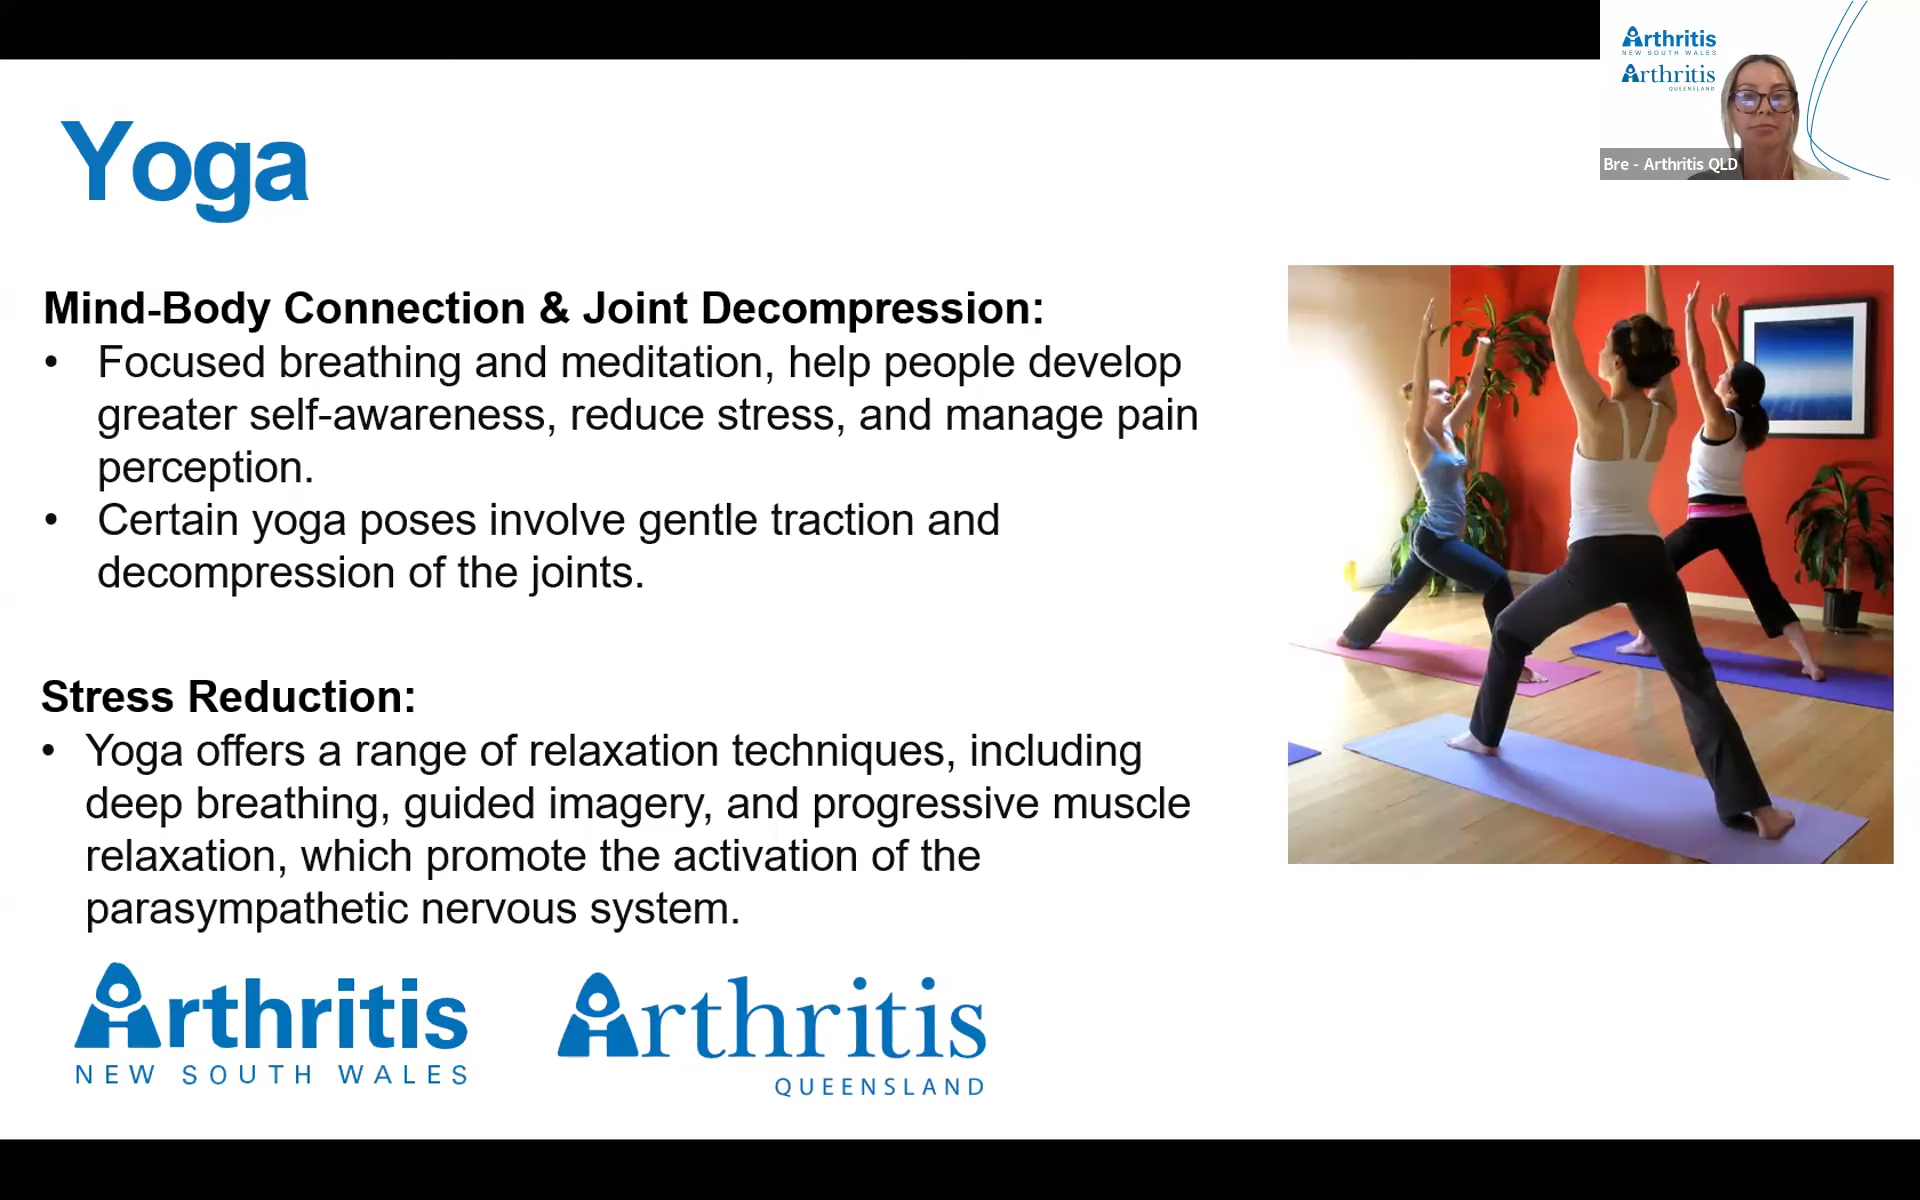 Arthritis
NEW SOUTH WALES
Arthritis
QUEENSLAND
Bre - Arthritis QLD
Yoga
Mind-Body Connection & Joint Decompression:
• Focused breathing and meditation, help people develop
greater self-awareness, reduce stress, and manage pain
perception.
• Certain yoga poses involve gentle traction and
decompression of the joints.
Stress Reduction:
• Yoga offers a range of relaxation techniques, including
deep breathing, guided imagery, and progressive muscle
relaxation, which promote the activation of the
parasympathetic nervous system.
Arthritis
NEW SOUTH WALES
Arthritis
QUEENSLAND